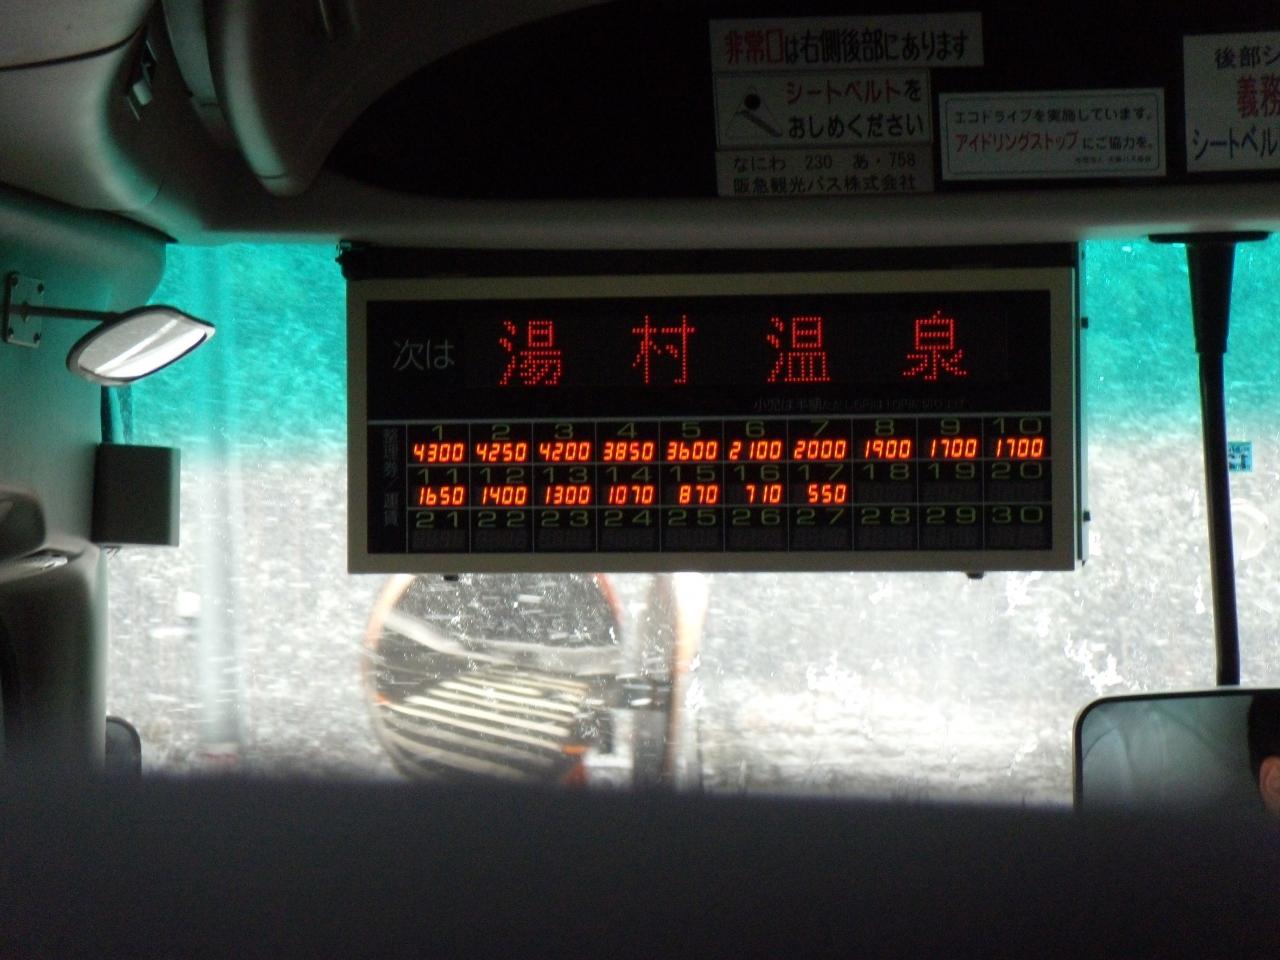 非常口は右側後部にあります
シートベルトを
おしめください
なにわ 230 あ・758
阪急観光バス株式会社
エコドライブを実施しています。
アイドリングストップにご協力を。
後部シ
義務
シートベル
次は 湯村温泉
整理券
運賃
1 2 3 4 5 6 7 8 9 10
4300 4250 4200 3850 3600 2100 2000 1900 1700 1700
11 12 13 14 15 16 17 18 19 20
1650 1400 1300 1070 870 710 550
21 22 23 24 25 26 27 28 29 30